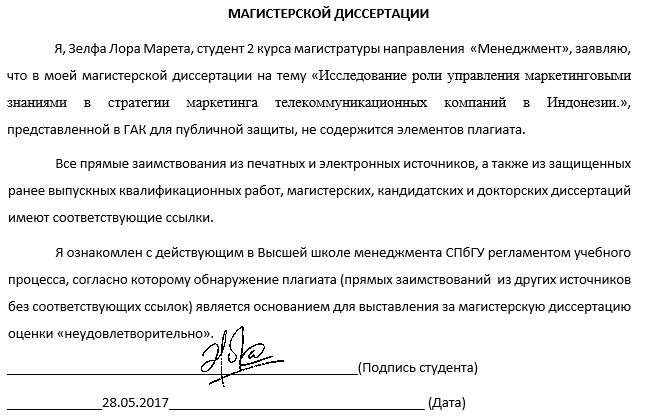 МАГИСТЕРСКОЙ ДИССЕРТАЦИИ
Я, Зелфа Лора Марета, студент 2 курса магистратуры направления «Менеджмент», заявляю,
что в моей магистерской диссертации на тему «Исследование роли управления маркетинговыми
знаниями в стратегии маркетинга телекоммуникационных компаний в Индонезии.»,
представленной в ГАК для публичной защиты, не содержится элементов плагиата.
Все прямые заимствования из печатных и электронных источников, а также из защищенных
ранее выпускных квалификационных работ, магистерских, кандидатских и докторских диссертаций
имеют соответствующие ссылки.
Я ознакомлен с действующим в Высшей школе менеджмента СПбГУ регламентом учебного
процесса, согласно которому обнаружение плагиата (прямых заимствований из других источников
без соответствующих ссылок) является основанием для выставления за магистерскую диссертацию
оценки «неудовлетворительно».
(Подпись студента)
28.05.2017 (Дата)